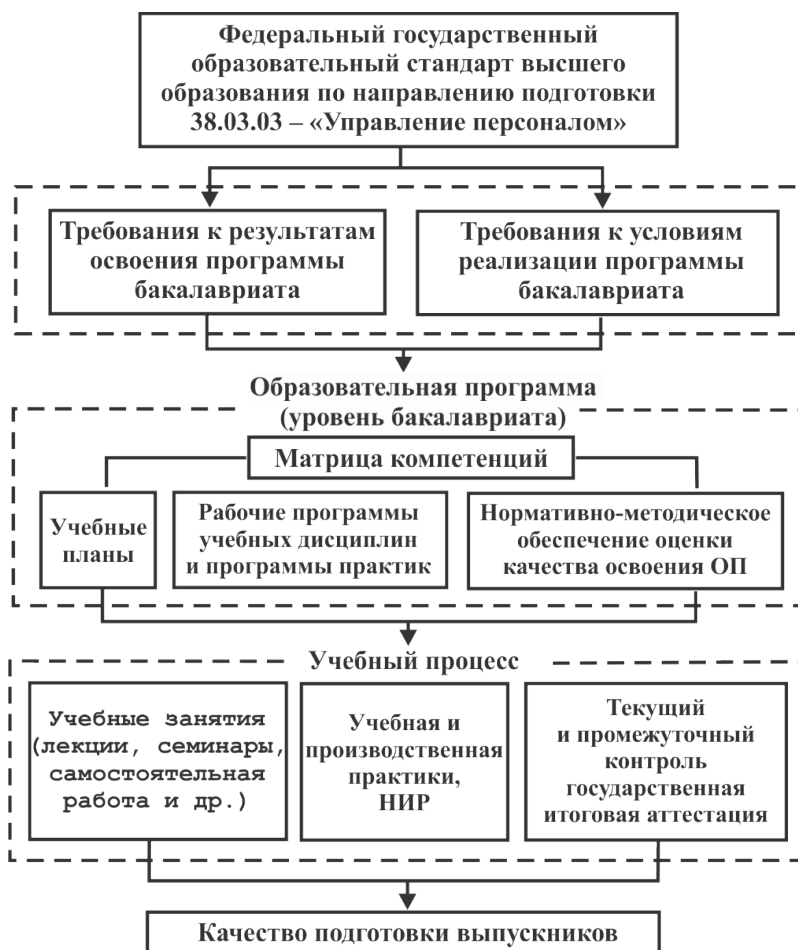 Федеральный государственный
образовательный стандарт высшего
образования по направлению подготовки
38.03.03 – «Управление персоналом»
Требования к результатам
освоения программы
бакалавриата
Требования к условиям
реализации программы
бакалавриата
Образовательная программа
(уровень бакалавриата)
Матрица компетенций
Учебные
планы
Рабочие программы
учебных дисциплин
и программы практик
Нормативно-методическое
обеспечение оценки
качества освоения ОП
Учебный процесс
Учебные занятия
(лекции, семинары,
самостоятельная
работа и др.)
Учебная и
производственная
практики,
НИР
Текущий
и промежуточный
контроль
государственная
итоговая аттестация
Качество подготовки выпускников